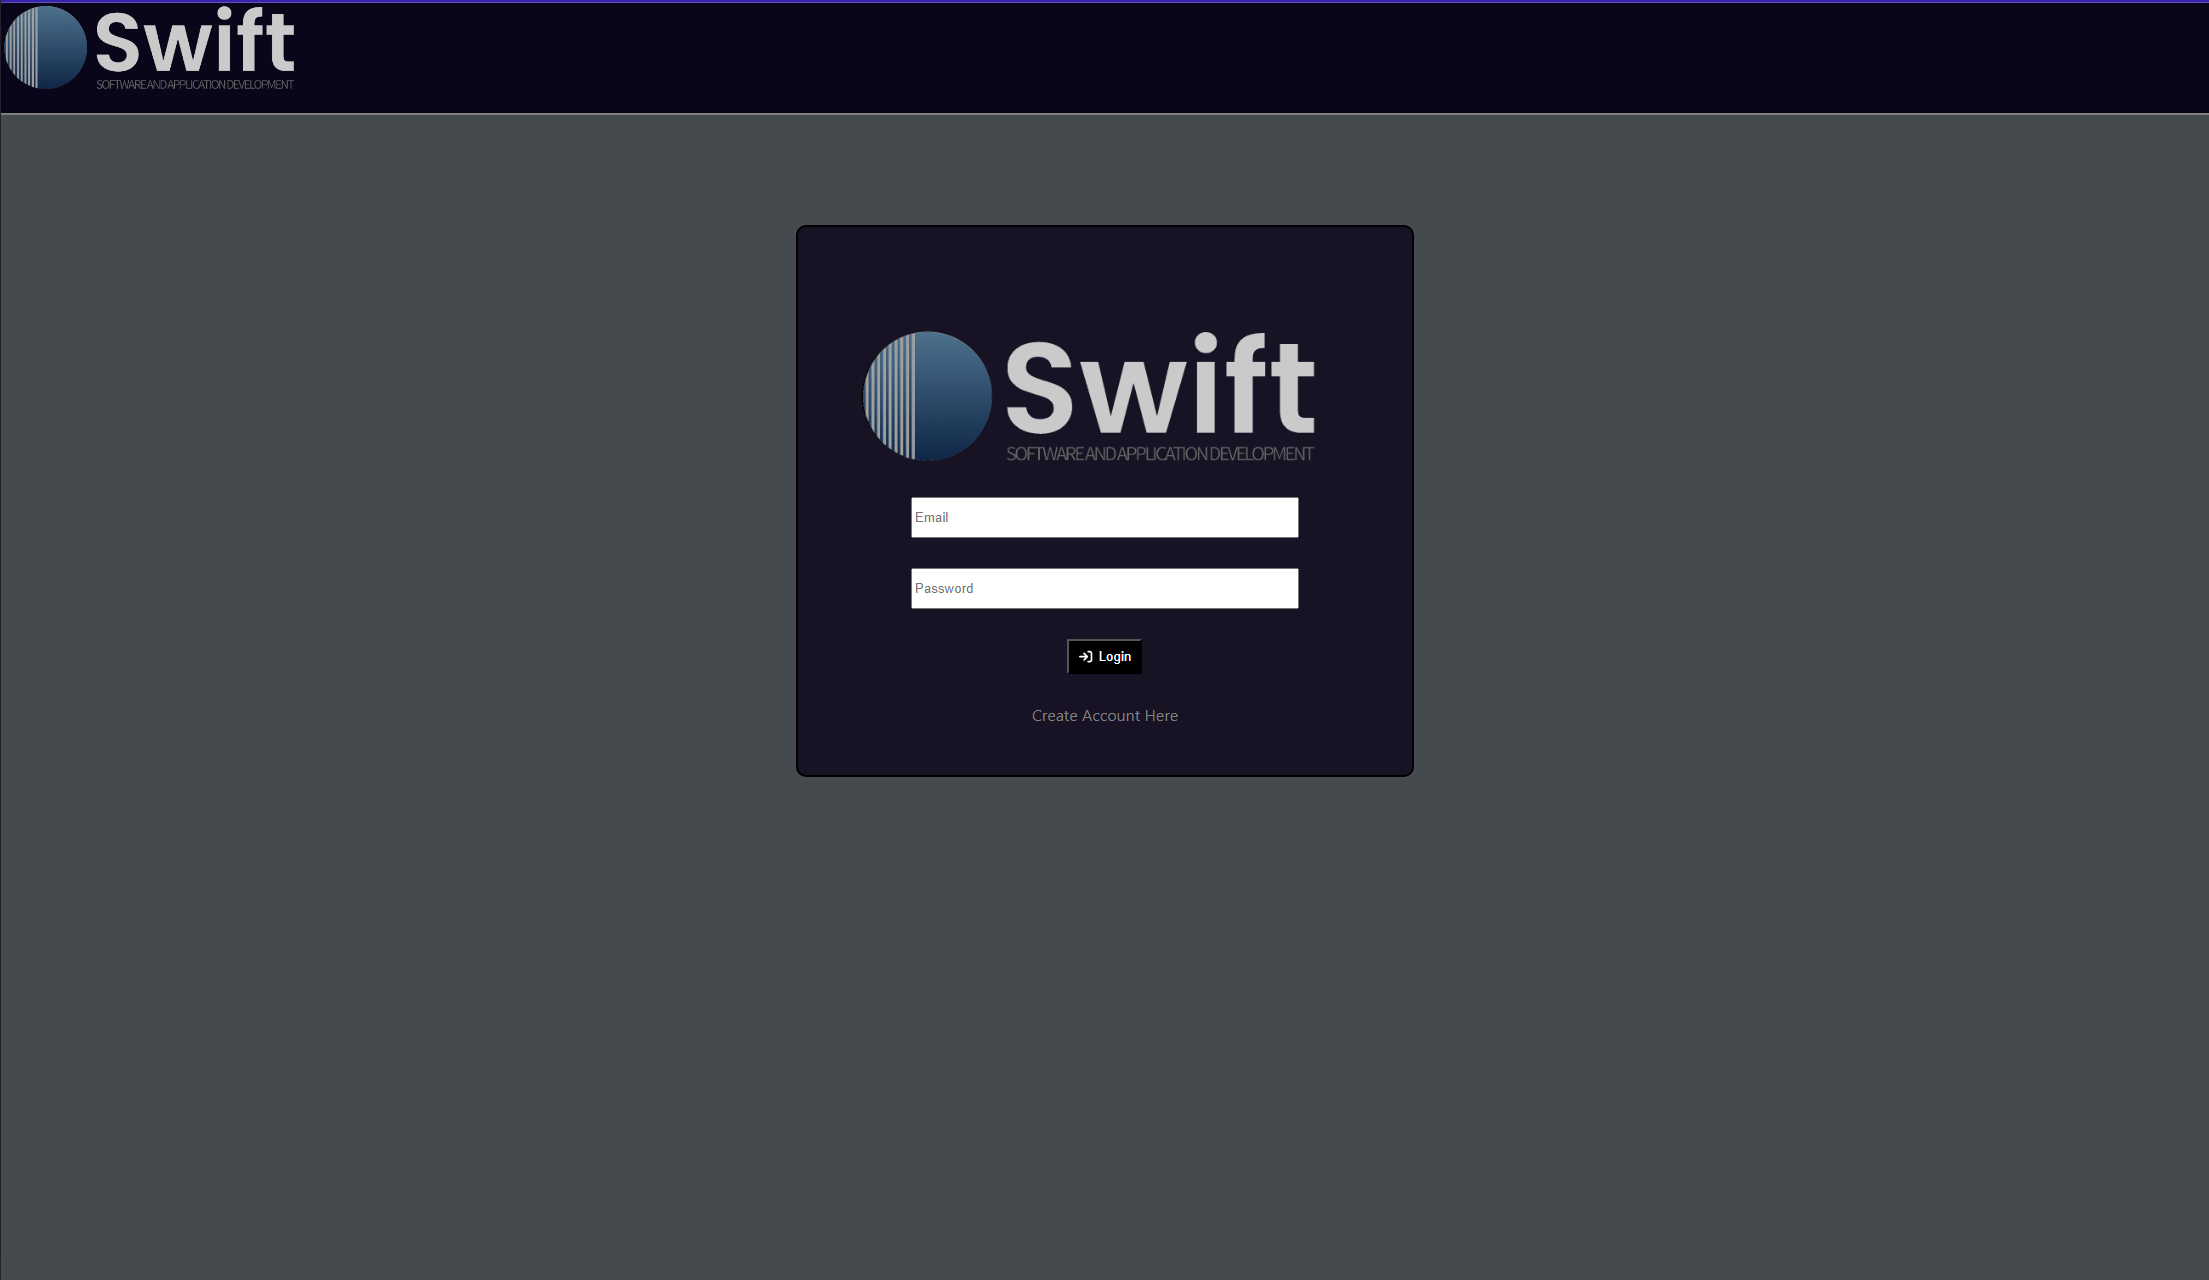 Swift
SOFTWARE AND APPLICATION DEVELOPMENT
Swift
SOFTWARE AND APPLICATION DEVELOPMENT
Email
Password
Login
Create Account Here